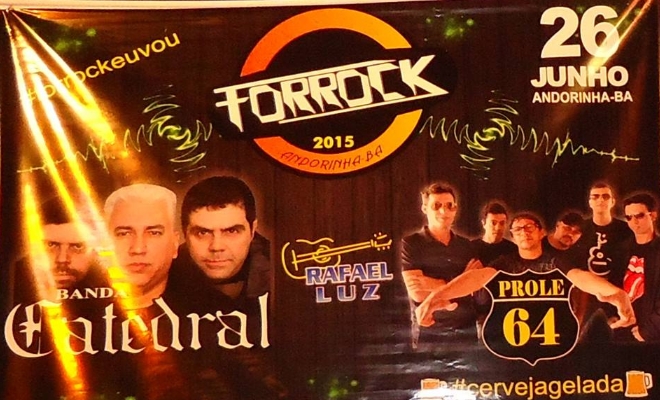 #forrockeuvou
FORROCK
2015
ANDORINHA-BA
26
JUNHO
ANDORINHA-BA
BANDA
Catedral
RAFAEL
LUZ
PROLE
64
#cervejagelada